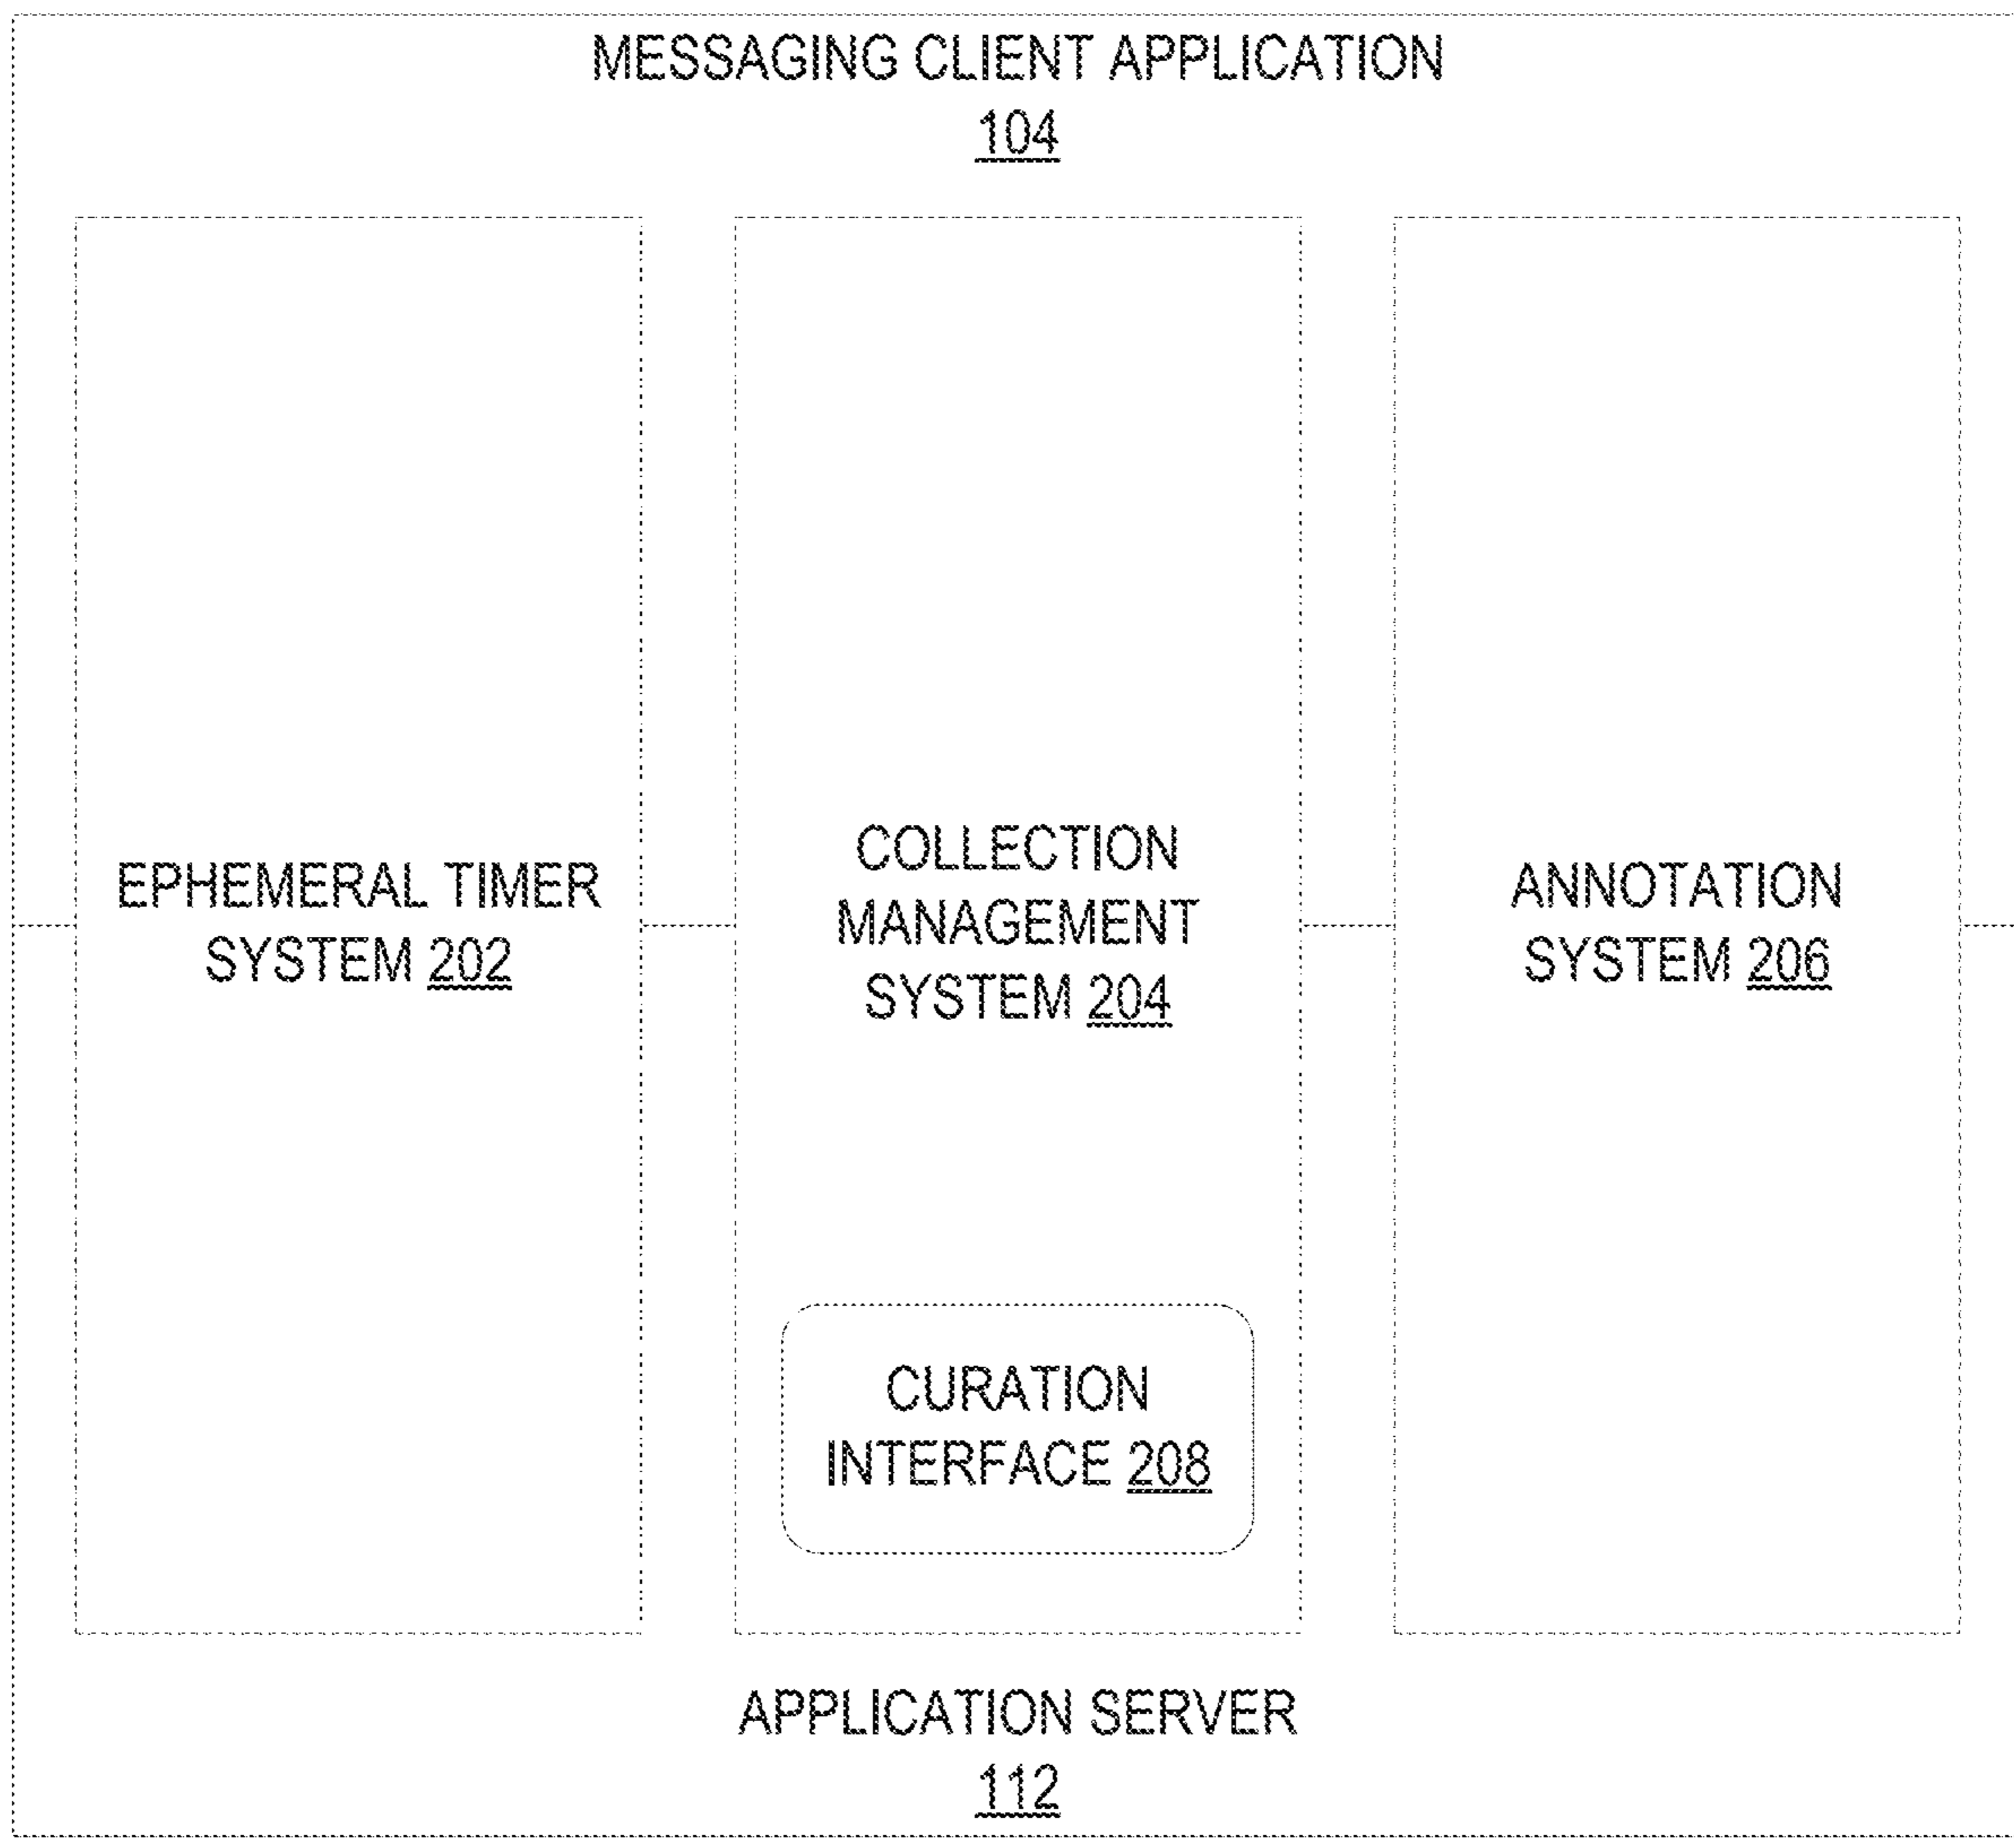 MESSAGING CLIENT APPLICATION
104
EPHEMERAL TIMER
SYSTEM 202
COLLECTION
MANAGEMENT
SYSTEM 204
ANNOTATION
SYSTEM 206
CURATION
INTERFACE 208
APPLICATION SERVER
112